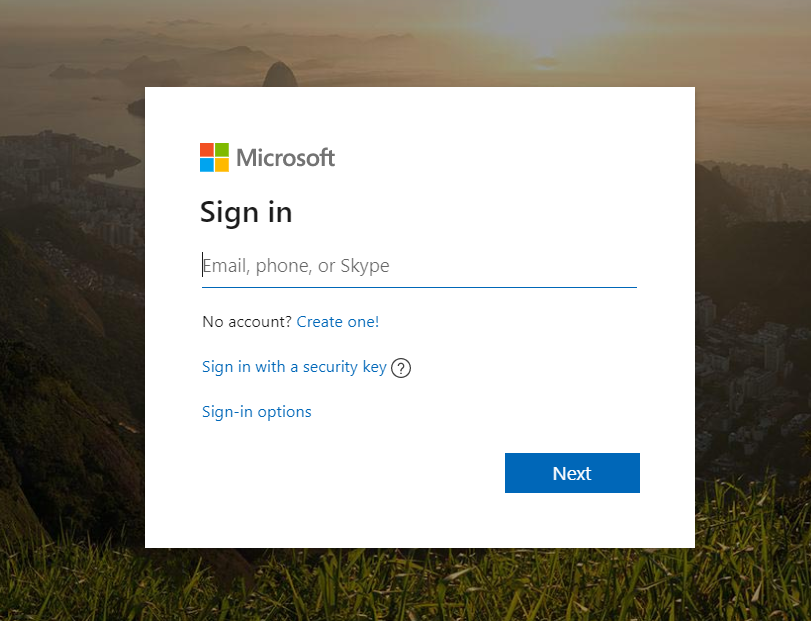 Microsoft
Sign in
Email, phone, or Skype
No account? Create one!
Sign in with a security key ?
Sign-in options
Next